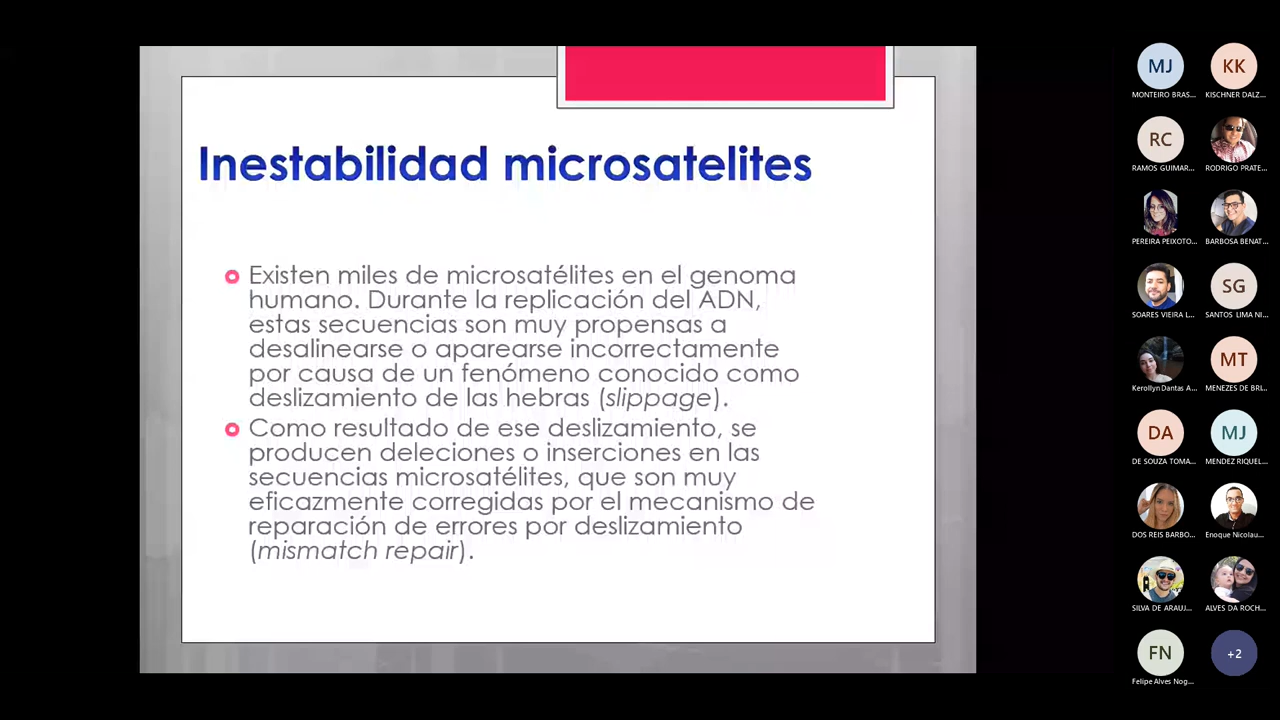 Inestabilidad microsatelites
Existen miles de microsatélites en el genoma
humano. Durante la replicación del ADN,
estas secuencias son muy propensas a
desalinearse o aparearse incorrectamente
por causa de un fenómeno conocido como
deslizamiento de las hebras (slippage).
Como resultado de ese deslizamiento, se
producen deleciones o inserciones en las
secuencias microsatélites, que son muy
eficazmente corregidas por el mecanismo de
reparación de errores por deslizamiento
(mismatch repair).
MJ
KK
MONTEIRO BRAS...
KISCHNER DALZ...
RC
RAMOS GUIMAR...
RODRIGO PRATE...
PEREIRA PEIXOTO...
BARBOSA BENAT...
SG
SOARES VIEIRA L...
SANTOS LIMA NI...
MT
Kerollyn Dantas A...
MENEZES DE BRI...
DA
MJ
DE SOUZA TOMA...
MENDEZ RIQUEL...
DOS REIS BARBO...
Enoque Nicolau...
SILVA DE ARAUJ...
ALVES DA ROCH...
FN
+2
Felipe Alves Nog...